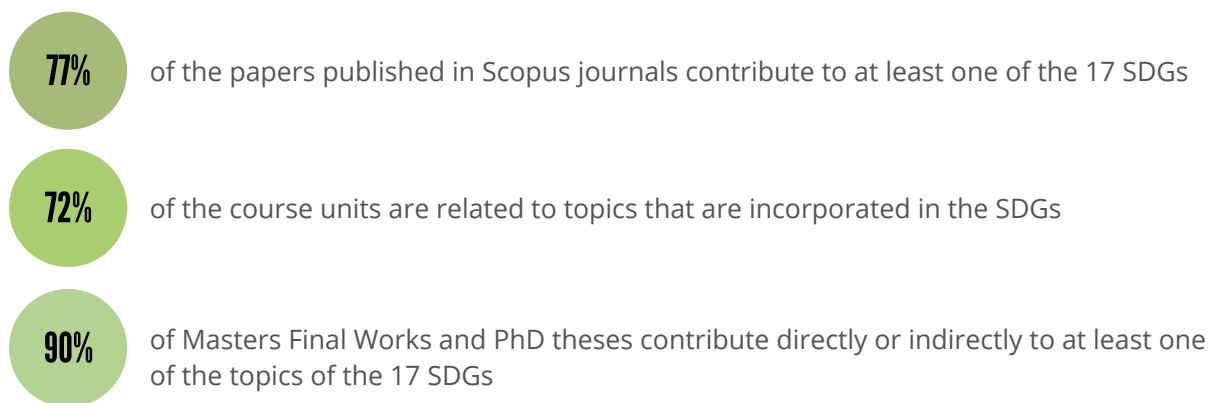 77%
of the papers published in Scopus journals contribute to at least one of the 17 SDGs
72%
of the course units are related to topics that are incorporated in the SDGs
90%
of Masters Final Works and PhD theses contribute directly or indirectly to at least one
of the topics of the 17 SDGs